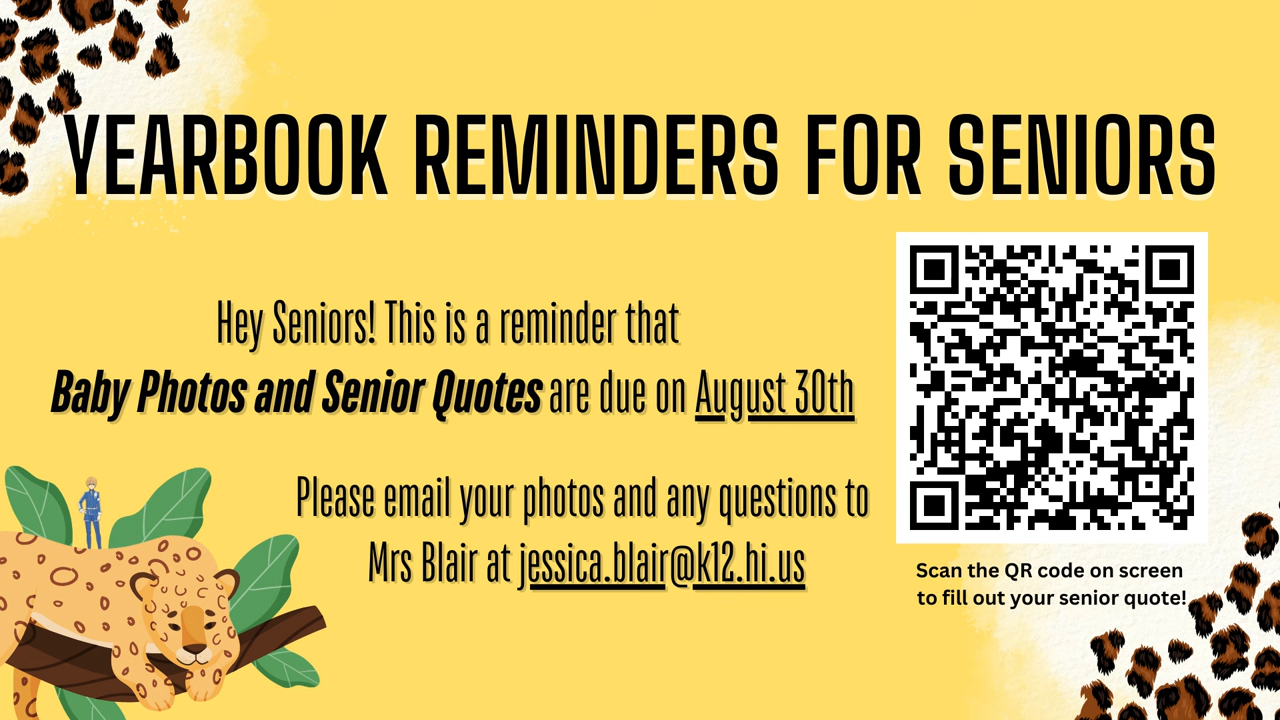 YEARBOOK REMINDERS FOR SENIORS
Hey Seniors! This is a reminder that
Baby Photos and Senior Quotes are due on August 30th
Please email your photos and any questions to
Mrs Blair at jessica.blair@k12.hi.us
Scan the QR code on screen
to fill out your senior quote!